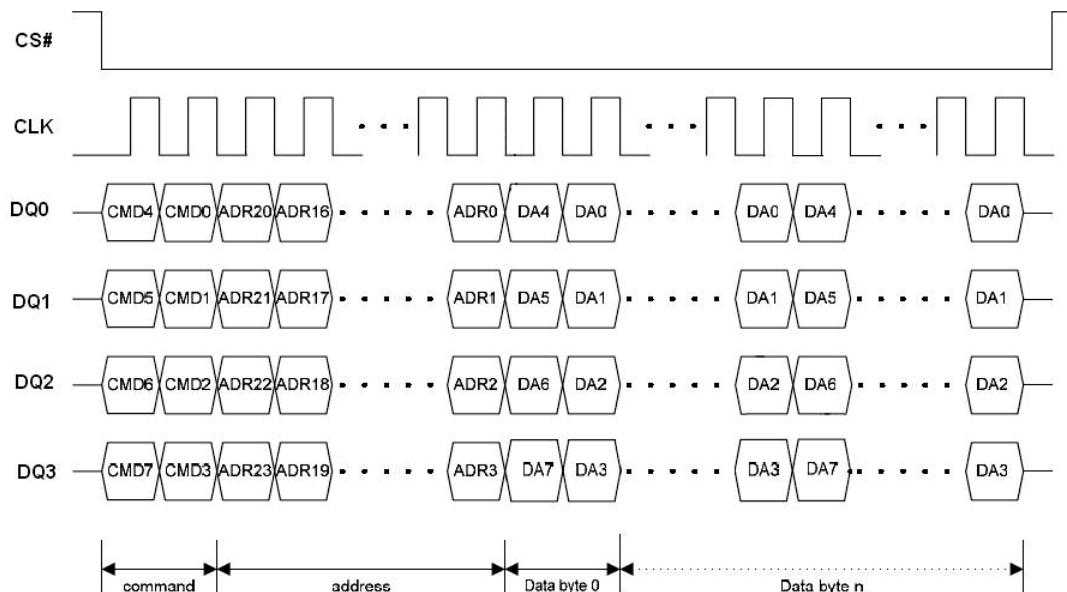 CS#
CLK
DQ0 CMD4 CMD0 ADR20 ADR16 ADR0 DA4 DA0 DA0 DA4 DA0
DQ1 CMD5 CMD1 ADR21 ADR17 ADR1 DA5 DA1 DA1 DA5 DA1
DQ2 CMD6 CMD2 ADR22 ADR18 ADR2 DA6 DA2 DA2 DA6 DA2
DQ3 CMD7 CMD3 ADR23 ADR19 ADR3 DA7 DA3 DA3 DA7 DA3
command address Data byte 0 Data byte n